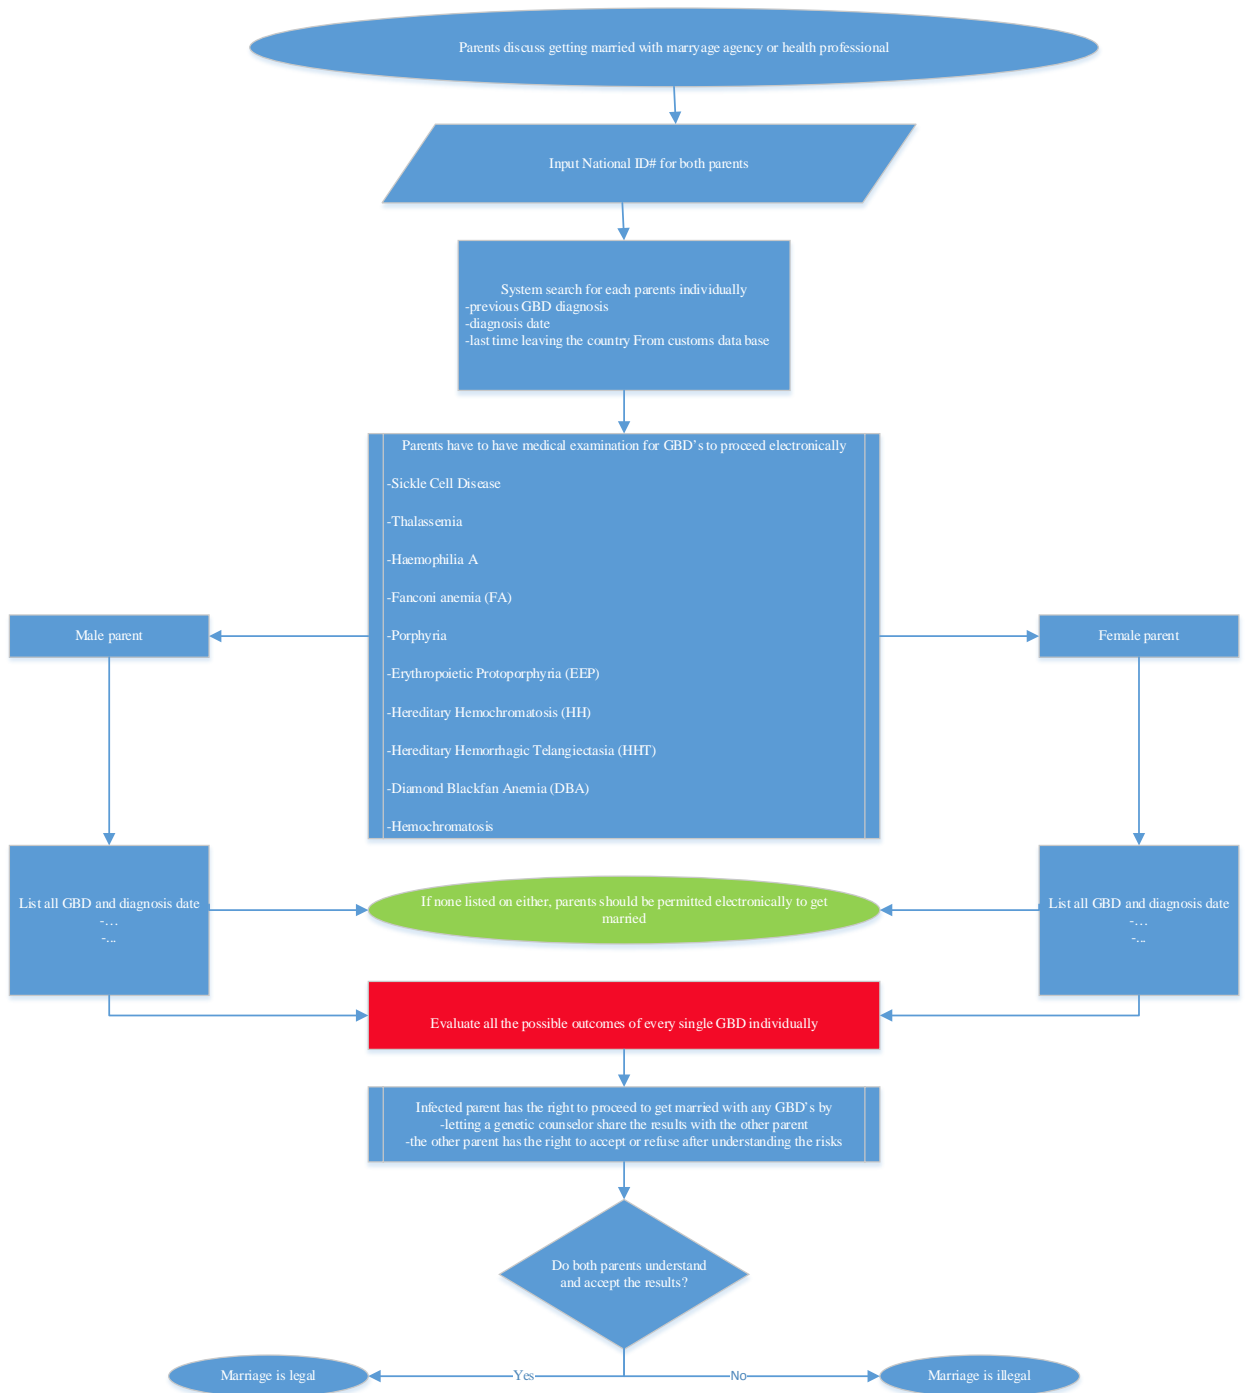 Parents discuss getting married with marryage agency or health professional
Input National ID# for both parents
System search for each parents individually
-previous GBD diagnosis
-diagnosis date
-last time leaving the country From customs data base
Parents have to have medical examination for GBD's to proceed electronically
-Sickle Cell Disease
-Thalassemia
-Haemophilia A
-Fanconi anemia (FA)
-Porphyria
-Erythropoietic Protoporphyria (EEP)
-Hereditary Hemochromatosis (HH)
-Hereditary Hemorrhagic Telangiectasia (HHT)
-Diamond Blackfan Anemia (DBA)
-Hemochromatosis
Male parent
Female parent
List all GBD and diagnosis date
-…
-...
If none listed on either, parents should be permitted electronically to get
married
List all GBD and diagnosis date
-…
-...
Evaluate all the possible outcomes of every single GBD individually
Infected parent has the right to proceed to get married with any GBD's by
-letting a genetic counselor share the results with the other parent
-the other parent has the right to accept or refuse after understanding the risks
Do both parents understand
and accept the results?
Marriage is legal
Yes
No
Marriage is illegal